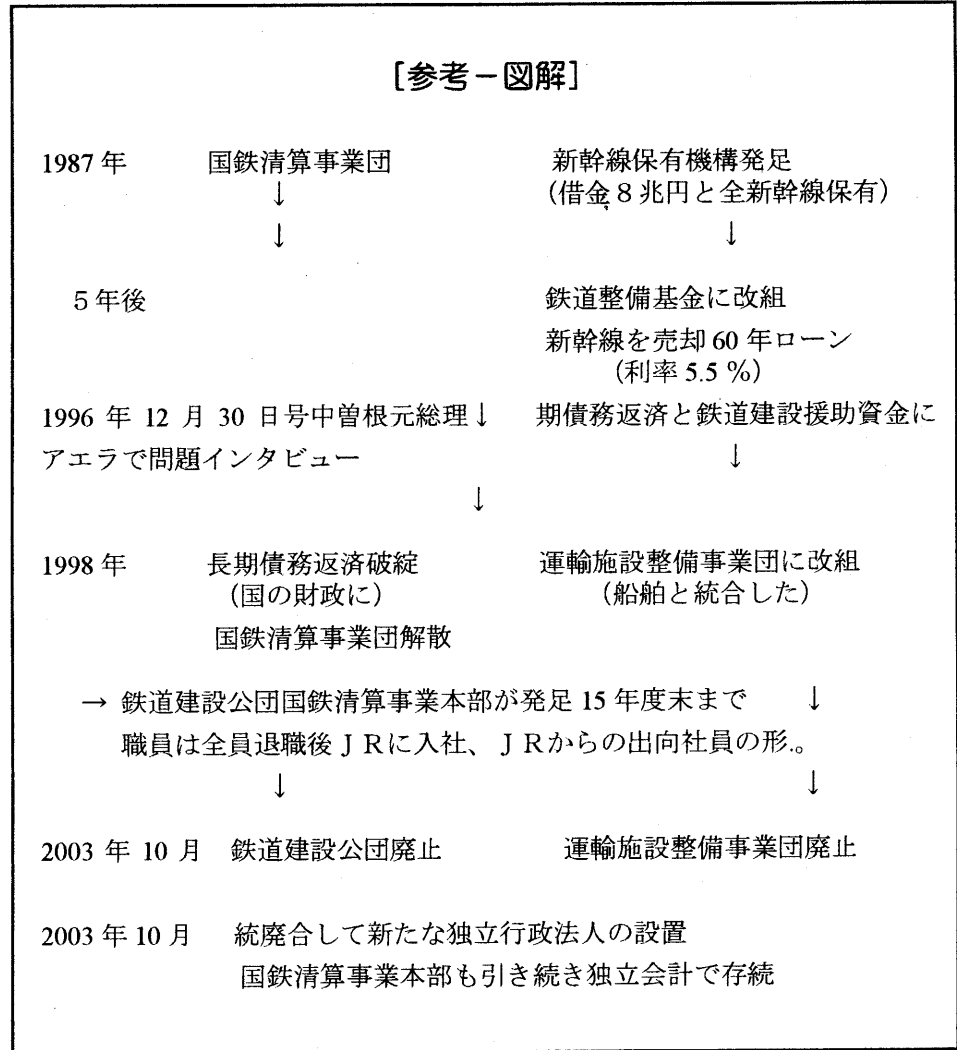 [参考－図解]
1987年 国鉄清算事業団 新幹線保有機構発足
↓ (借金８兆円と全新幹線保有)
↓ ↓
５年後 鉄道整備基金に改組
新幹線を売却60年ローン
(利率5.5％)
1996年12月30日号中曽根元総理↓ 期債務返済と鉄道建設援助資金に
アエラで問題インタビュー ↓
↓
1998年 長期債務返済破綻 運輸施設整備事業団に改組
(国の財政に) (船舶と統合した)
国鉄清算事業団解散
→ 鉄道建設公団国鉄清算事業本部が発足15年度末まで ↓
職員は全員退職後ＪＲに入社、ＪＲからの出向社員の形.。
↓ ↓
2003年10月 鉄道建設公団廃止 運輸施設整備事業団廃止
2003年10月 統廃合して新たな独立行政法人の設置
国鉄清算事業本部も引き続き独立会計で存続